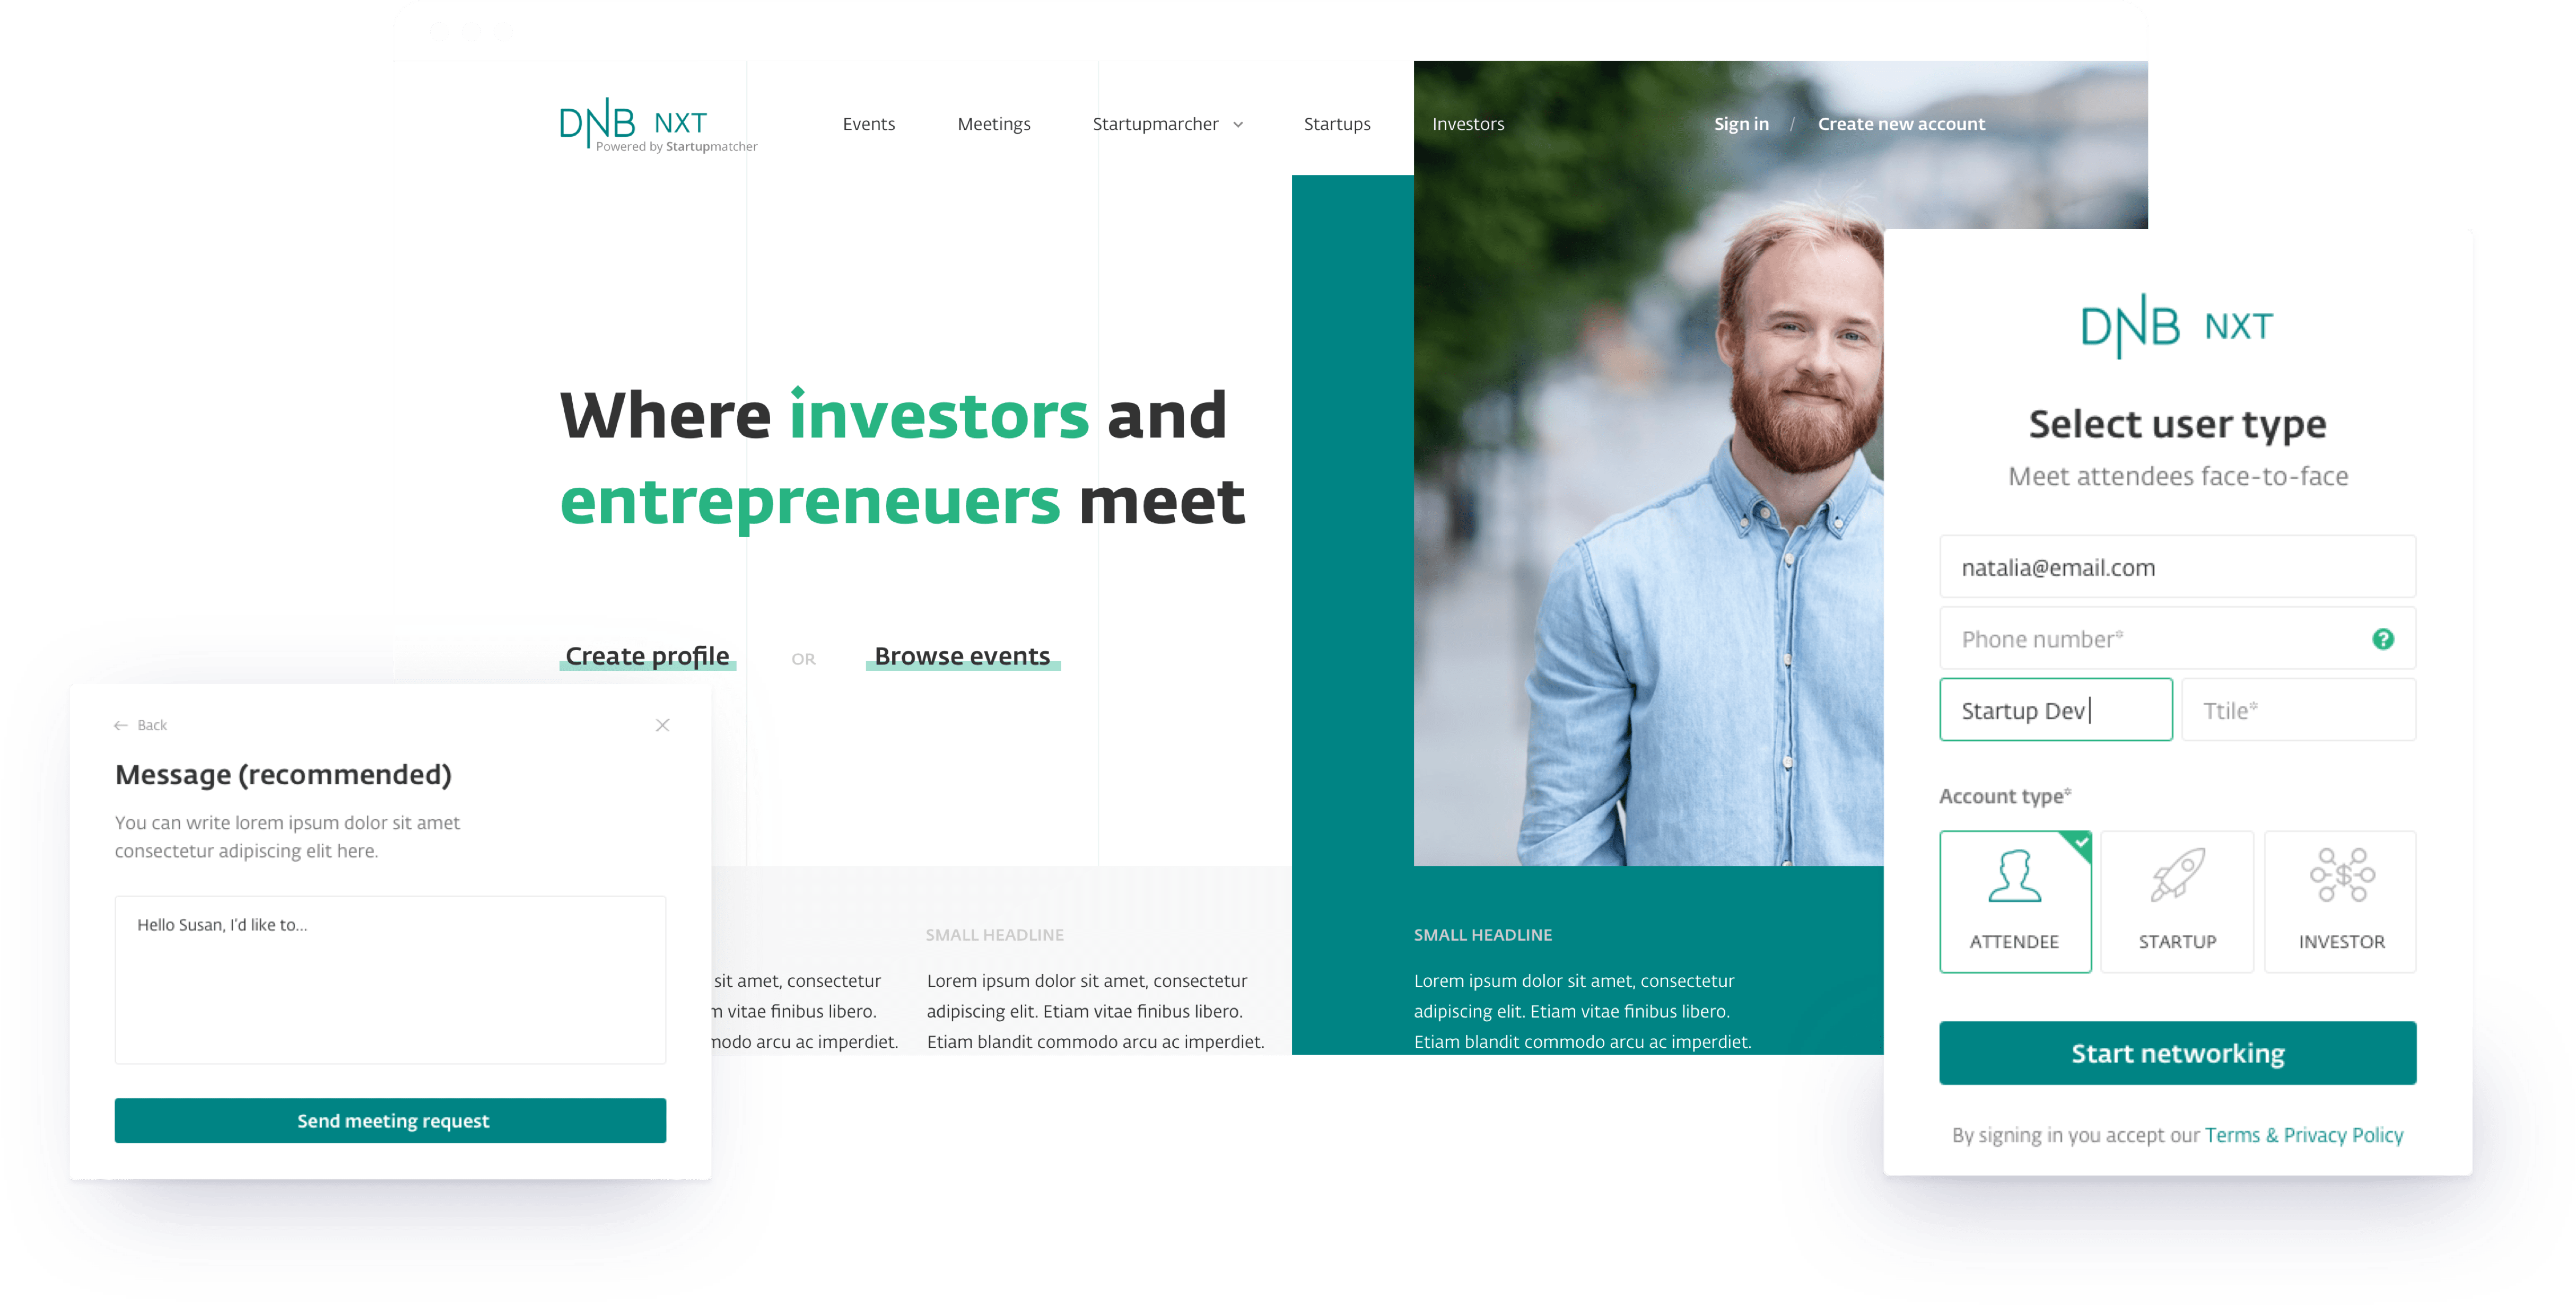 DNB NXT
Powered by Startupmatcher
Events
Meetings
Startupmarcher
Startups
Investors
Sign in / Create new account
Where investors and
entrepreneuers meet
Create profile
OR
Browse events
Back
Message (recommended)
You can write lorem ipsum dolor sit amet
consectetur adipiscing elit here.
Hello Susan, I'd like to...
Send meeting request
sit amet, consectetur
vitae finibus libero.
arcu ac imperdiet.
SMALL HEADLINE
Lorem ipsum dolor sit amet, consectetur
adipiscing elit. Etiam vitae finibus libero.
Etiam blandit commodo arcu ac imperdiet.
SMALL HEADLINE
Lorem ipsum dolor sit amet, consectetur
adipiscing elit. Etiam vitae finibus libero.
Etiam blandit commodo arcu ac imperdiet.
DNB NXT
Select user type
Meet attendees face-to-face
natalia@email.com
Phone number*
?
Startup Dev
Ttile*
Account type*
ATTENDEE
STARTUP
INVESTOR
Start networking
By signing in you accept our Terms & Privacy Policy